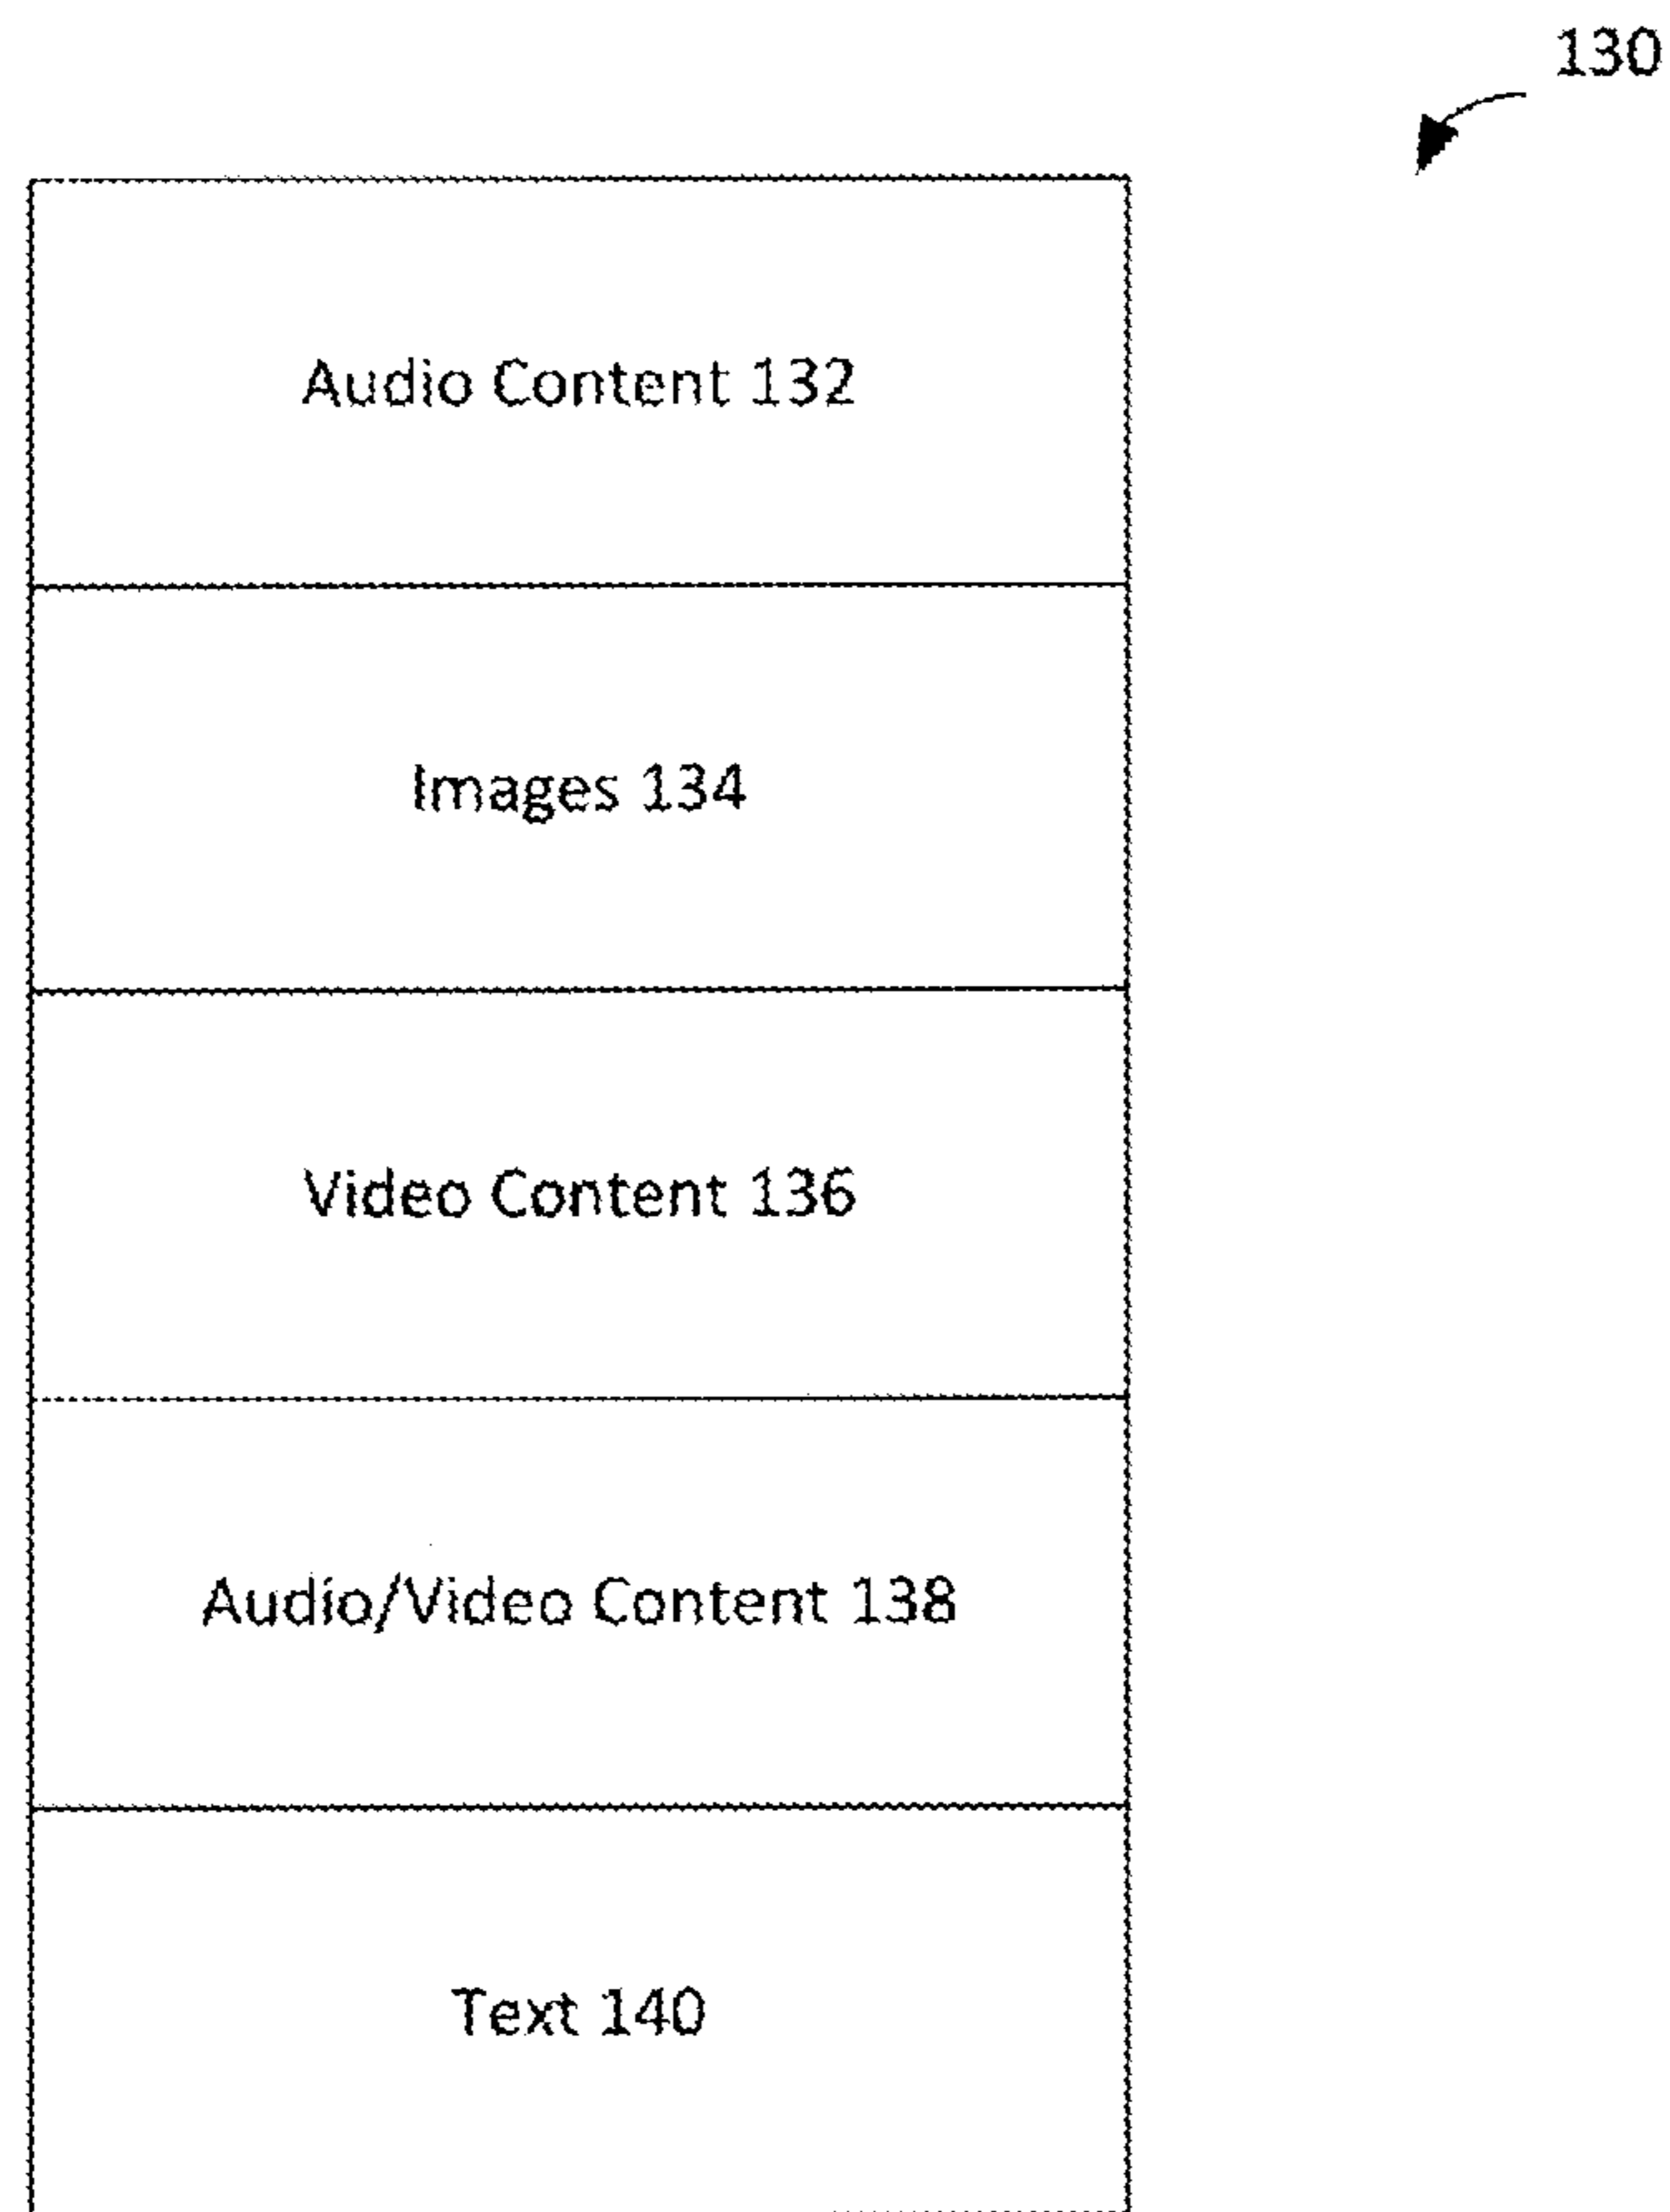 130
Audio Content 132
Images 134
Video Content 136
Audio/Video Content 138
Text 140